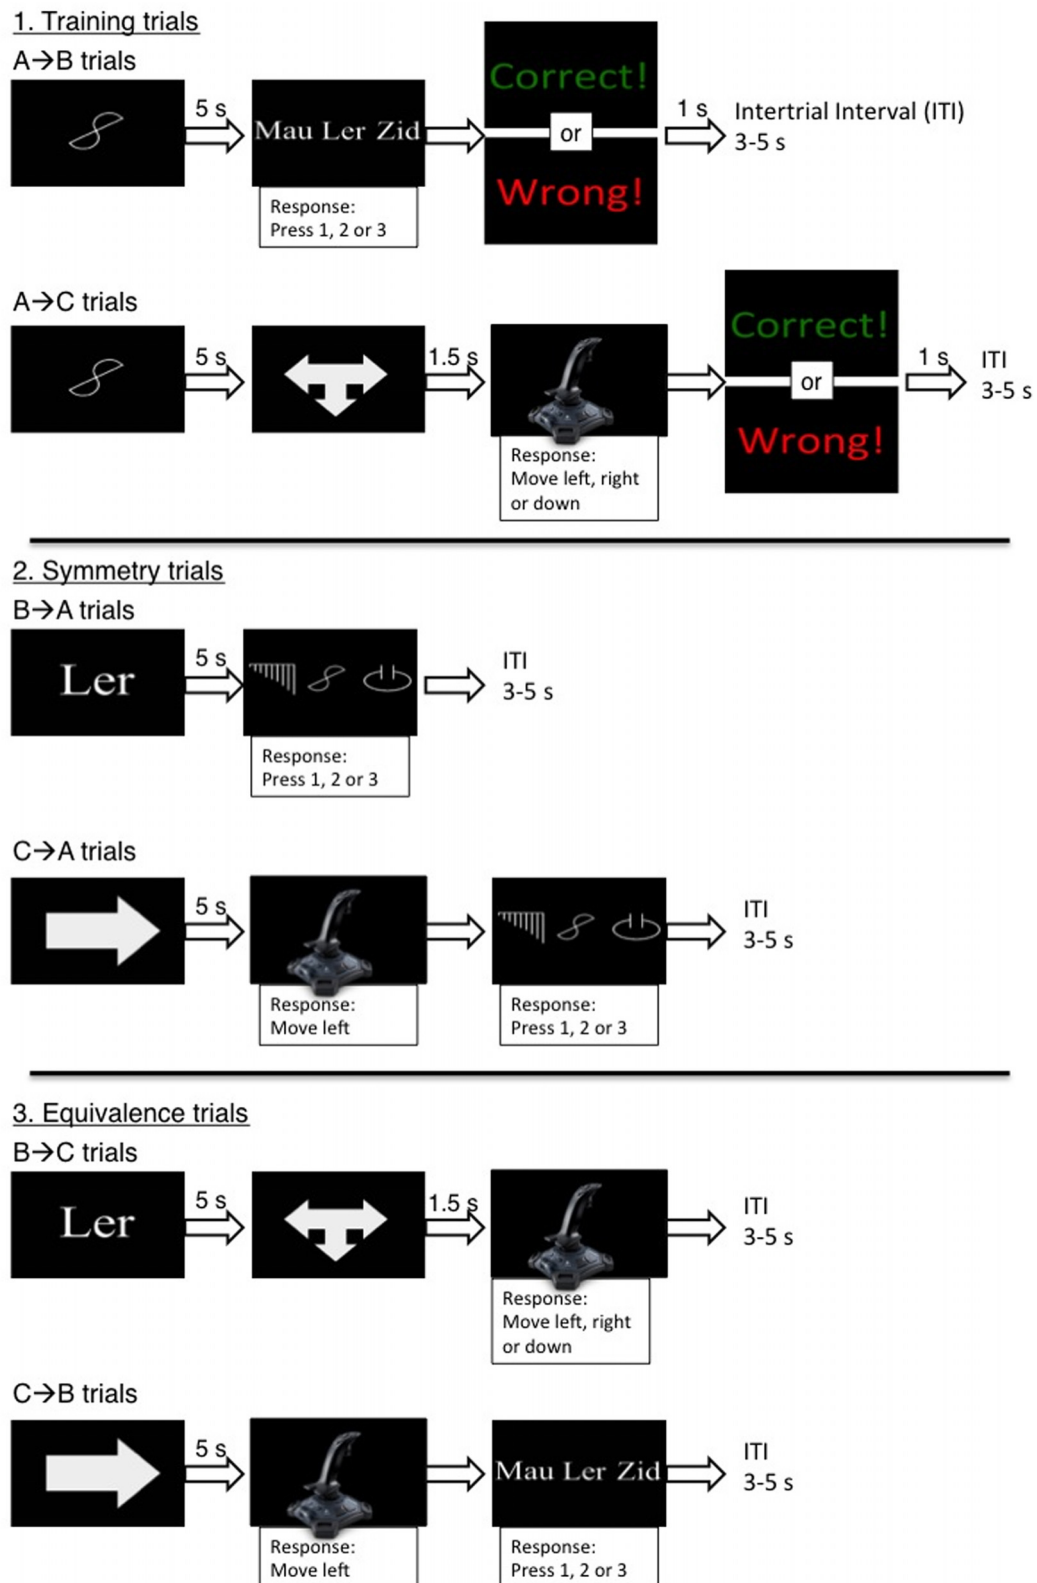 1. Training trials
A→B trials
5 s
Mau Ler Zid
Response:
Press 1, 2 or 3
Correct!
or
Wrong!
1 s
Intertrial Interval (ITI)
3-5 s
A→C trials
5 s
1.5 s
Response:
Move left, right
or down
Correct!
or
Wrong!
1 s
ITI
3-5 s
2. Symmetry trials
B→A trials
Ler
5 s
Response:
Press 1, 2 or 3
ITI
3-5 s
C→A trials
5 s
Response:
Move left
Response:
Press 1, 2 or 3
ITI
3-5 s
3. Equivalence trials
B→C trials
Ler
5 s
1.5 s
Response:
Move left, right
or down
ITI
3-5 s
C→B trials
5 s
Response:
Move left
Mau Ler Zid
Response:
Press 1, 2 or 3
ITI
3-5 s